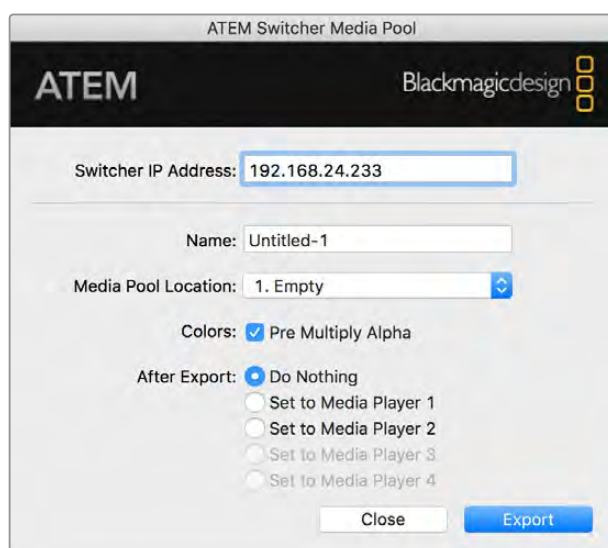 ATEM Switcher Media Pool
ATEM Blackmagicdesign
Switcher IP Address: 192.168.24.233
Name: Untitled-1
Media Pool Location: 1. Empty
Colors: Pre Multiply Alpha
After Export: Do Nothing
Set to Media Player 1
Set to Media Player 2
Set to Media Player 3
Set to Media Player 4
Close Export